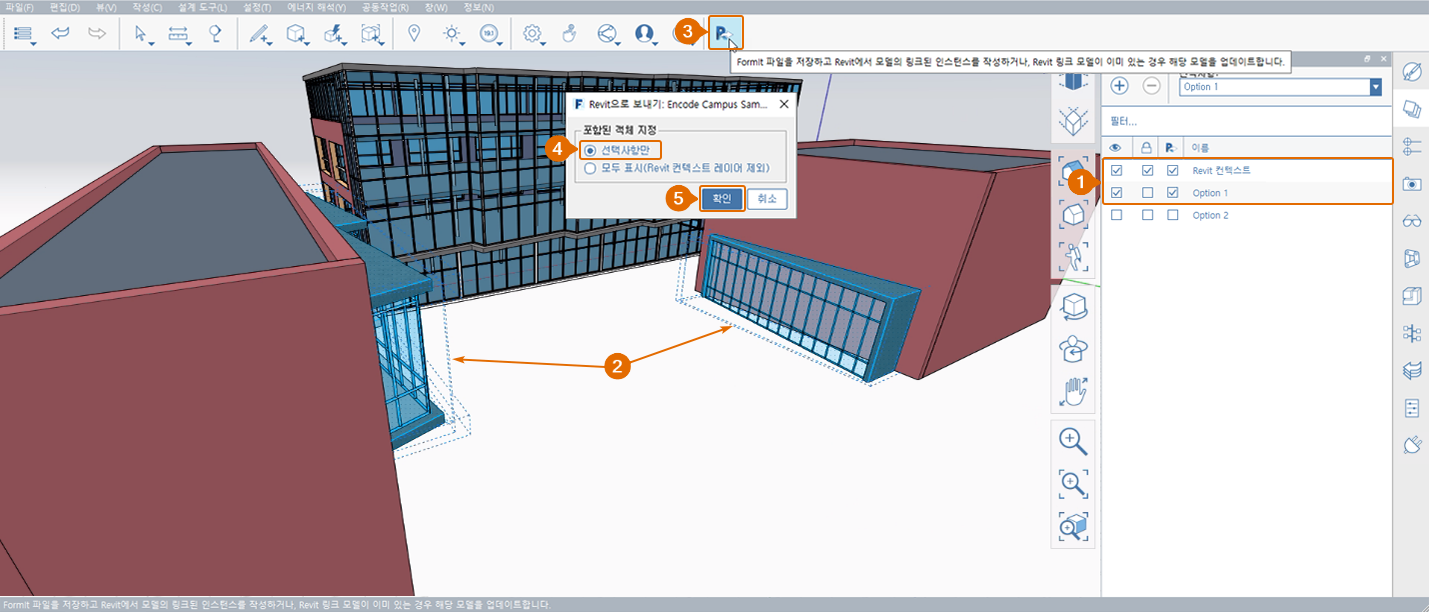 파일(F) 편집(D) 뷰(V) 작성(C) 설계 도구(L) 설정(T) 에너지 해석(Y) 공동작업(R) 창(W) 정보(N)
3
FormIt 파일을 저장하고 Revit에서 모델의 링크된 인스턴스를 작성하거나, Revit 링크 모델이 이미 있는 경우 해당 모델을 업데이트합니다.
Option 1
Revit으로 보내기: Encode Campus Sam...
포함된 객체 지정
4
선택사항만
모두 표시(Revit 컨텍스트 레이어 제외)
5
확인
취소
필터...
이름
1
Revit 컨텍스트
Option 1
Option 2
2
FormIt 파일을 저장하고 Revit에서 모델의 링크된 인스턴스를 작성하거나, Revit 링크 모델이 이미 있는 경우 해당 모델을 업데이트합니다.